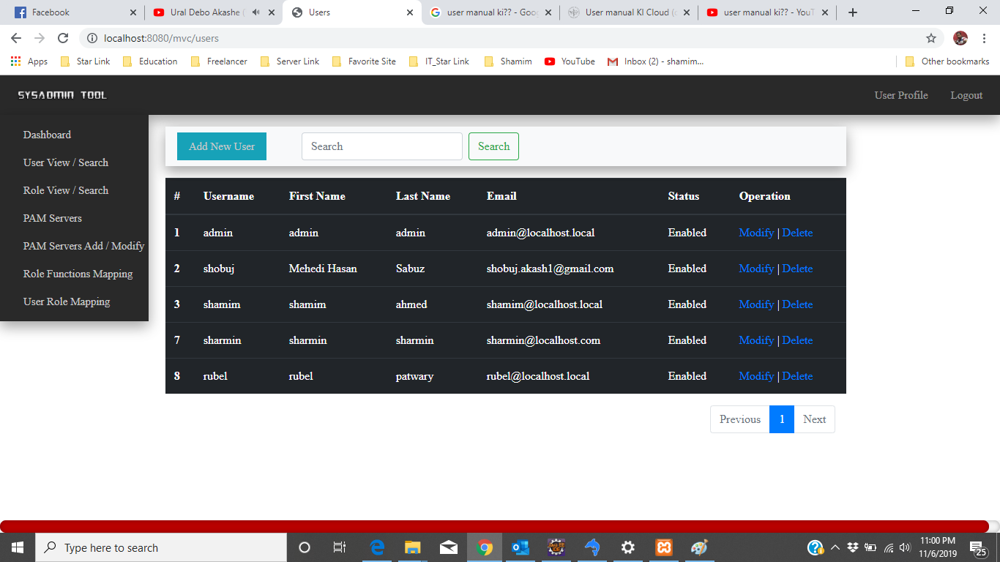 Facebook
Ural Debo Akashe (
Users
user manual ki?? - Goo
User manual KI Cloud (
user manual ki?? - YouT
localhost:8080/mvc/users
Apps
Star Link
Education
Freelancer
Server Link
Favorite Site
IT_Star Link
Shamim
YouTube
Inbox (2) - shamim...
Other bookmarks
SYSADMIN TOOL
User Profile
Logout
Dashboard
User View / Search
Role View / Search
PAM Servers
PAM Servers Add / Modify
Role Functions Mapping
User Role Mapping
Add New User
Search
Search
# Username First Name Last Name Email Status Operation
1 admin admin admin admin@localhost.local Enabled Modify | Delete
2 shobuj Mehedi Hasan Sabuz shobuj.akash1@gmail.com Enabled Modify | Delete
3 shamim shamim ahmed shamim@localhost.local Enabled Modify | Delete
7 sharmin sharmin sharmin sharmin@localhost.com Enabled Modify | Delete
8 rubel rubel patwary rubel@localhost.local Enabled Modify | Delete
Previous 1 Next
Type here to search
11:00 PM
11/6/2019
25